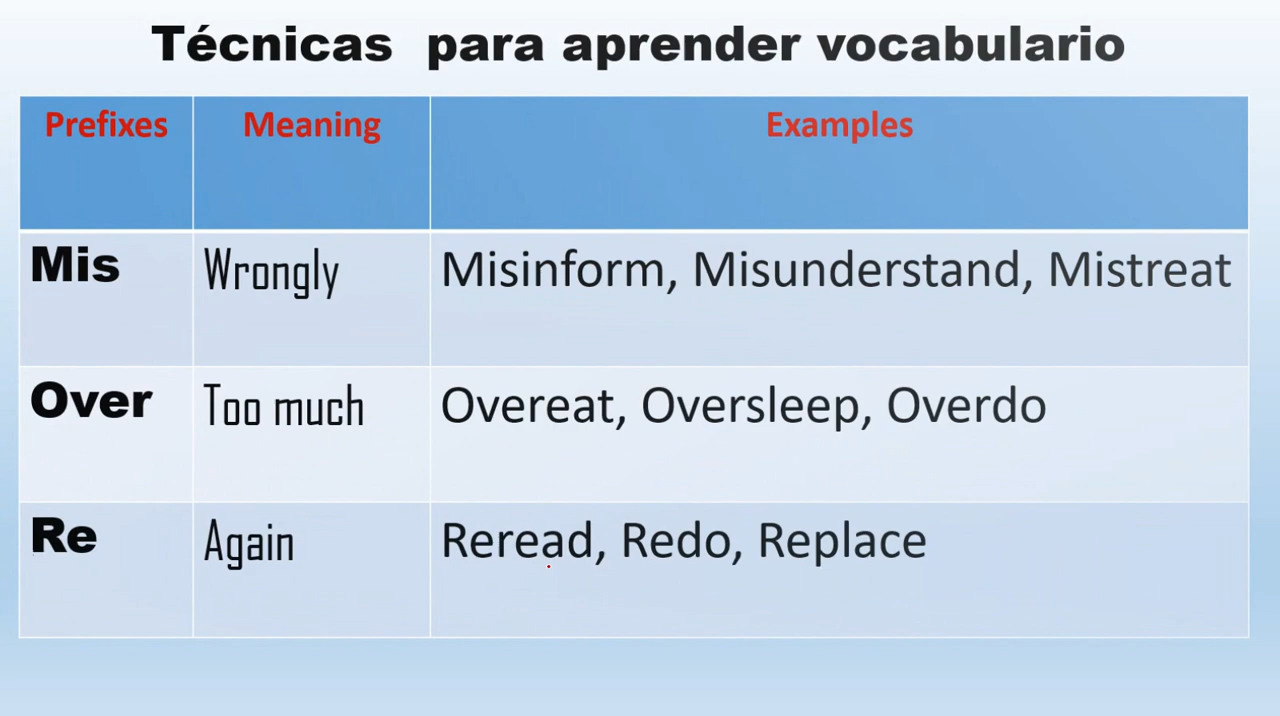 Técnicas para aprender vocabulario
Prefixes Meaning Examples
Mis Wrongly Misinform, Misunderstand, Mistreat
Over Too much Overeat, Oversleep, Overdo
Re Again Reread, Redo, Replace